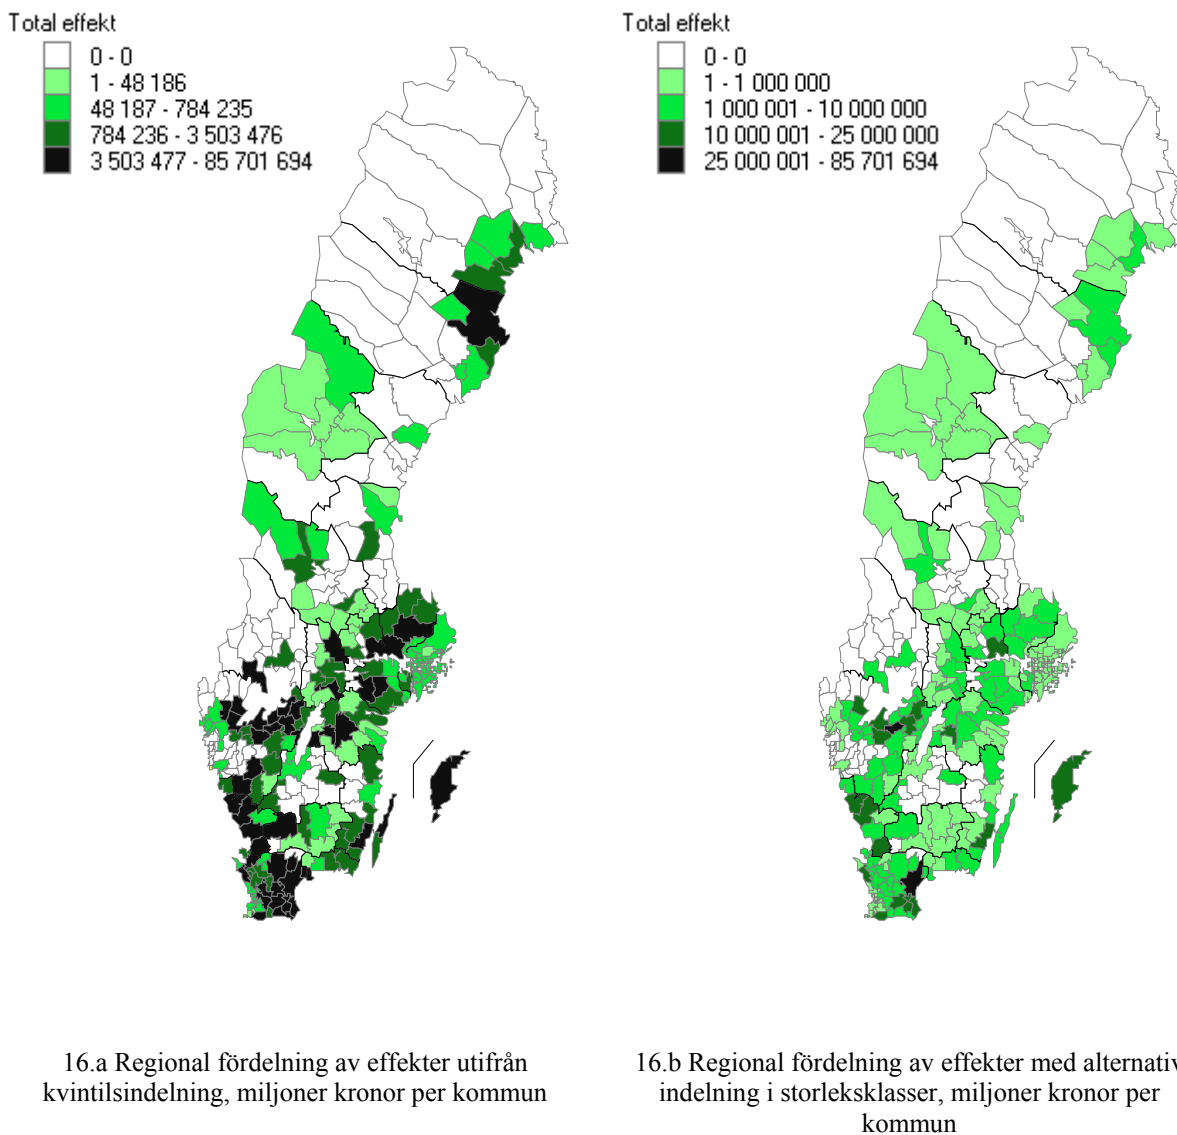 Total effekt
0 - 0
1 - 48 186
48 187 - 784 235
784 236 - 3 503 476
3 503 477 - 85 701 694
Total effekt
0 - 0
1 - 1 000 000
1 000 001 - 10 000 000
10 000 001 - 25 000 000
25 000 001 - 85 701 694
16.a Regional fördelning av effekter utifrån
kvintilsindelning, miljoner kronor per kommun
16.b Regional fördelning av effekter med alternativ
indelning i storleksklasser, miljoner kronor per
kommun